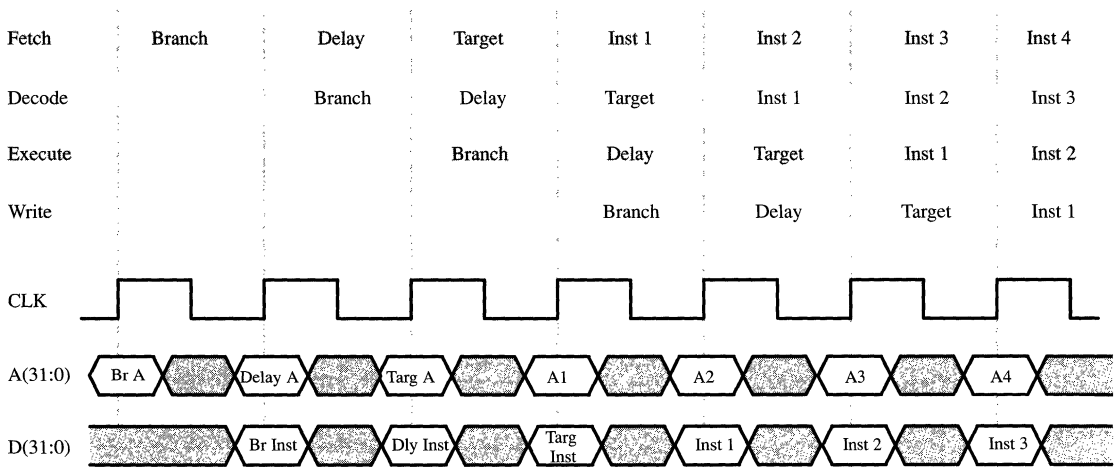 Fetch Branch Delay Target Inst 1 Inst 2 Inst 3 Inst 4
Decode Branch Delay Target Inst 1 Inst 2 Inst 3
Execute Branch Delay Target Inst 1 Inst 2
Write Branch Delay Target Inst 1
CLK
A(31:0) Br A Delay A Targ A A1 A2 A3 A4
D(31:0) Br Inst Dly Inst Targ Inst Inst 1 Inst 2 Inst 3